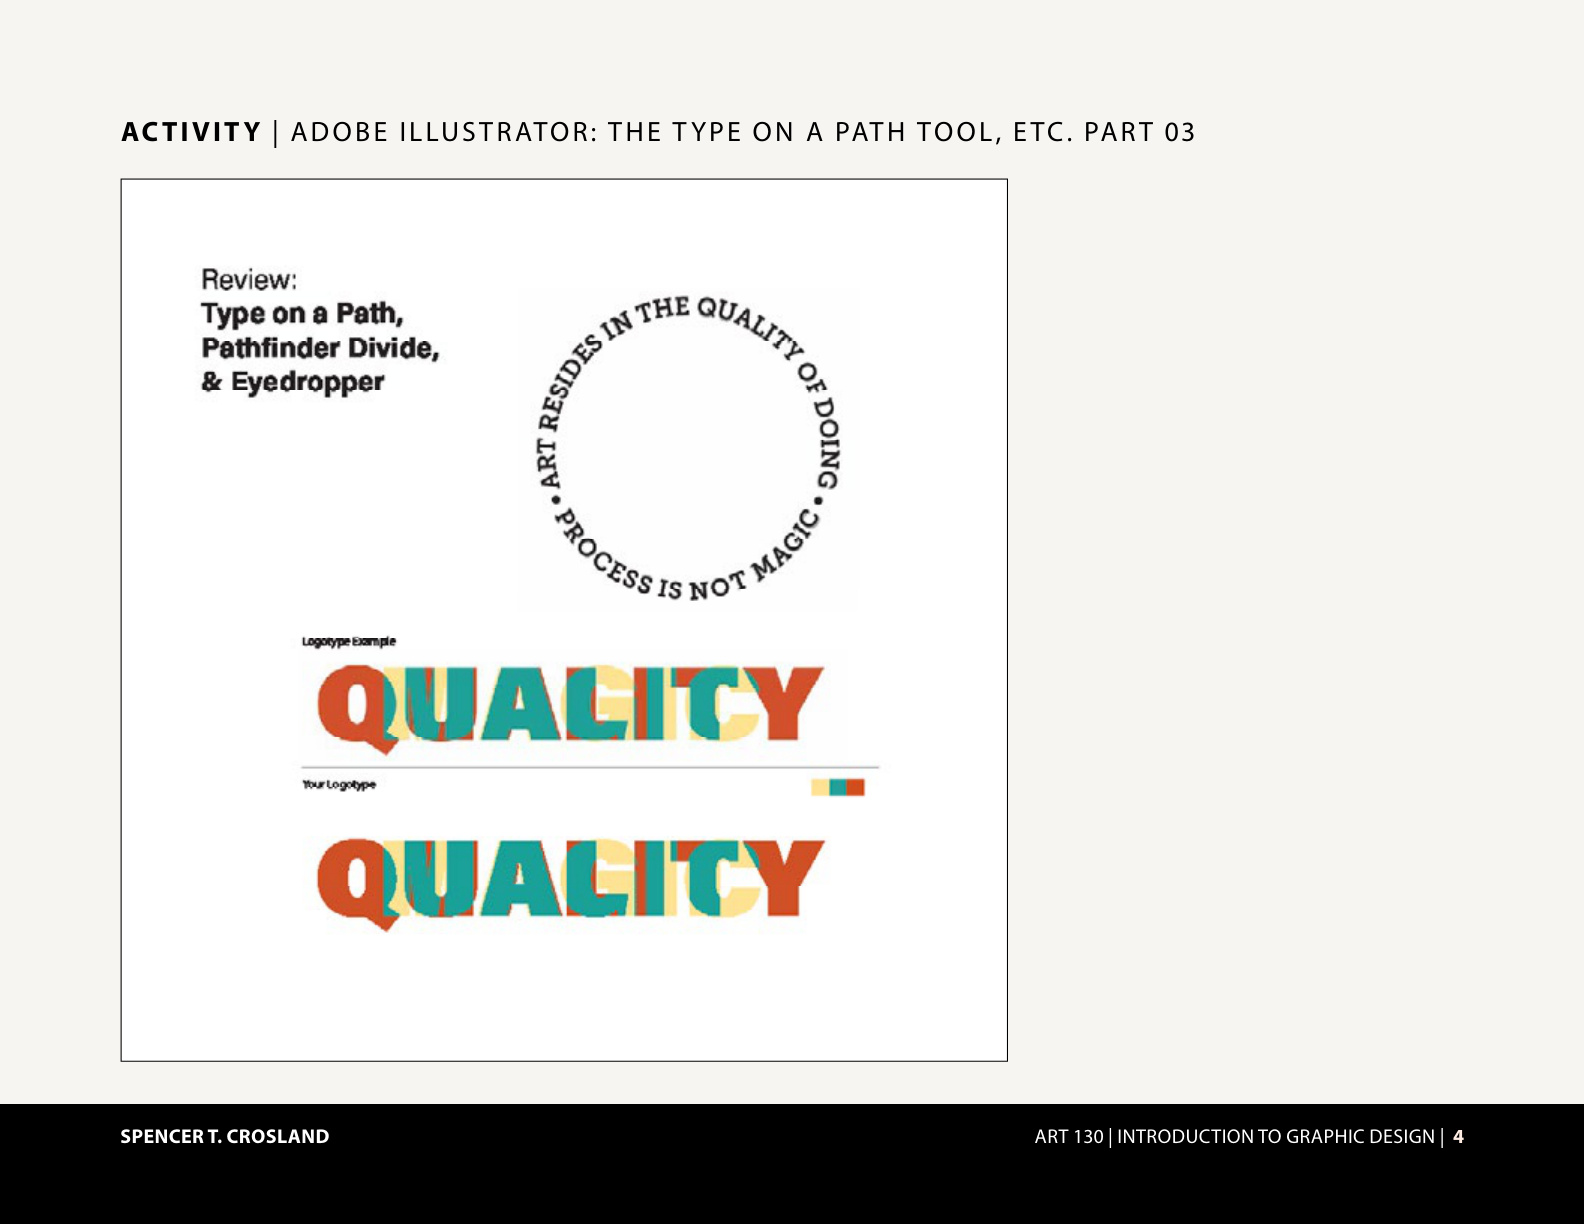 ACTIVITY | ADOBE ILLUSTRATOR: THE TYPE ON A PATH TOOL, ETC. PART 03
Review:
Type on a Path,
Pathfinder Divide,
& Eyedropper
ART RESIDES IN THE QUALITY OF DOING •
PROCESS IS NOT MAGIC •
Logotype Example
QUALITY
Your Logotype
QUALITY
SPENCER T. CROSLAND
ART 130 | INTRODUCTION TO GRAPHIC DESIGN | 4